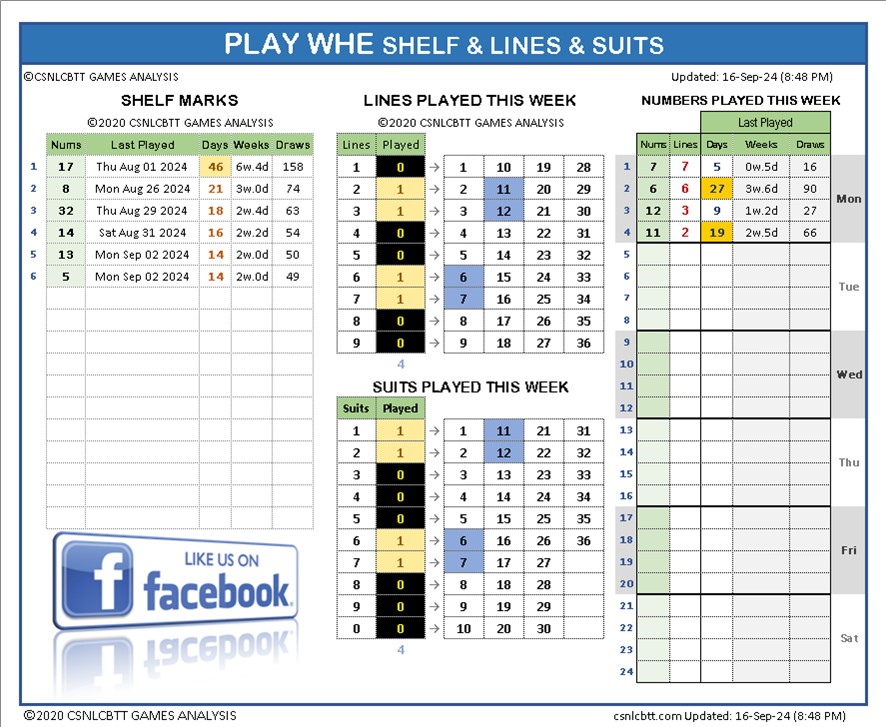 PLAY WHE SHELF & LINES & SUITS
©CSNLCBTT GAMES ANALYSIS
Updated: 16-Sep-24 (8:48 PM)
SHELF MARKS
©2020 CSNLCBTT GAMES ANALYSIS
Nums Last Played Days Weeks Draws
1 17 Thu Aug 01 2024 46 6w.4d 158
2 8 Mon Aug 26 2024 21 3w.0d 74
3 32 Thu Aug 29 2024 18 2w.4d 63
4 14 Sat Aug 31 2024 16 2w.2d 54
5 13 Mon Sep 02 2024 14 2w.0d 50
6 5 Mon Sep 02 2024 14 2w.0d 49
LIKE US ON
facebook.
LINES PLAYED THIS WEEK
©2020 CSNLCBTT GAMES ANALYSIS
Lines Played
1 0 → 1 10 19 28
2 1 → 2 11 20 29
3 1 → 3 12 21 30
4 0 → 4 13 22 31
5 0 → 5 14 23 32
6 1 → 6 15 24 33
7 1 → 7 16 25 34
8 0 → 8 17 26 35
9 0 → 9 18 27 36
4
SUITS PLAYED THIS WEEK
Suits Played
1 1 → 1 11 21 31
2 1 → 2 12 22 32
3 0 → 3 13 23 33
4 0 → 4 14 24 34
5 0 → 5 15 25 35
6 1 → 6 16 26 36
7 1 → 7 17 27
8 0 → 8 18 28
9 0 → 9 19 29
0 0 → 10 20 30
4
NUMBERS PLAYED THIS WEEK
Last Played
Nums Lines Days Weeks Draws
1 7 7 5 0w.5d 16
2 6 6 27 3w.6d 90
Mon
3 12 3 9 1w.2d 27
4 11 2 19 2w.5d 66
5
6
Tue
7
8
9
10
Wed
11
12
13
14
Thu
15
16
17
18
Fri
19
20
21
22
Sat
23
24
©2020 CSNLCBTT GAMES ANALYSIS
csnlcbtt.com Updated: 16-Sep-24 (8:48 PM)